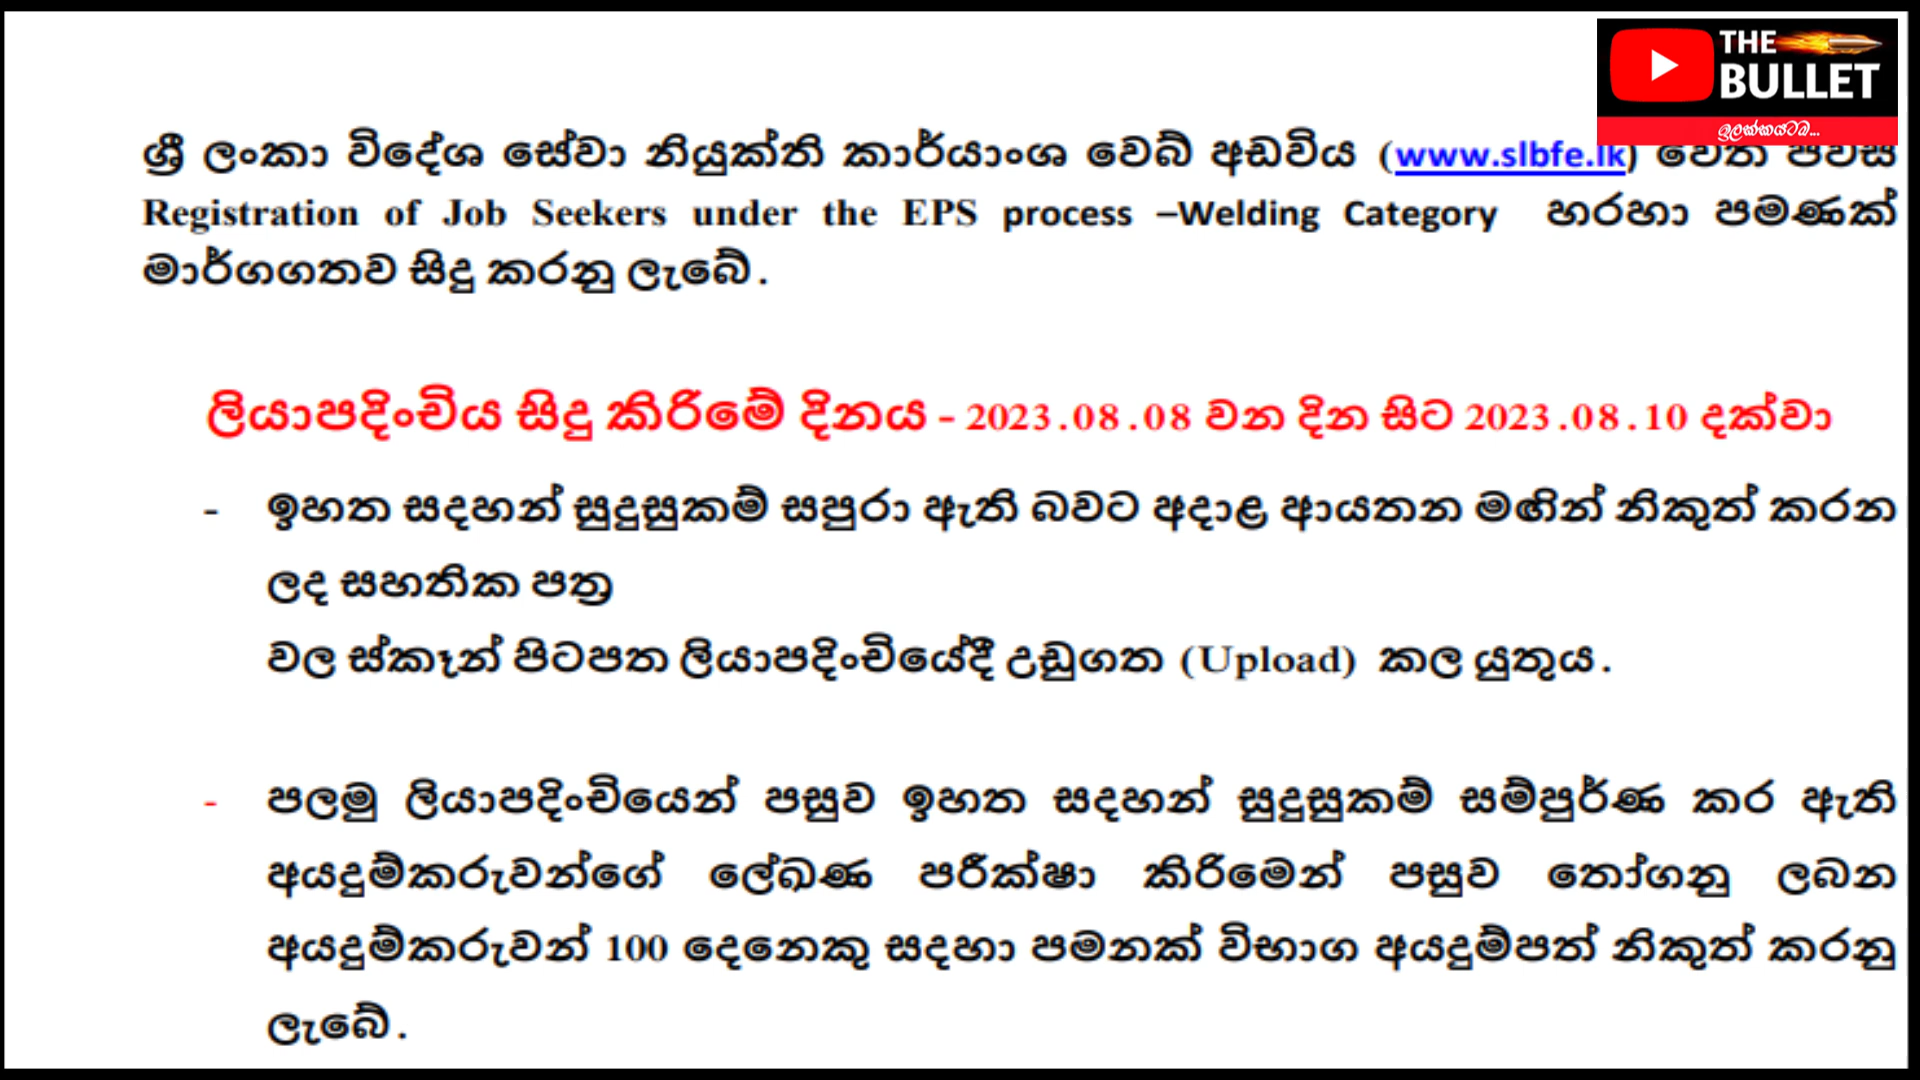 THE
BULLET
ඉලක්කයටම...
ශ්‍රී ලංකා විදේශ සේවා නියුක්ති කාර්යාංශ වෙබ් අඩවිය (www.slbfe.lk) වෙත පිවිස
Registration of Job Seekers under the EPS process –Welding Category හරහා පමණක්
මාර්ගගතව සිදු කරනු ලැබේ.
ලියාපදිංචිය සිදු කිරීමේ දිනය - 2023.08.08 වන දින සිට 2023.08.10 දක්වා
- ඉහත සදහන් සුදුසුකම් සපුරා ඇති බවට අදාළ ආයතන මඟින් නිකුත් කරන
ලද සහතික පත්‍ර
වල ස්කෑන් පිටපත ලියාපදිංචියේදී උඩුගත (Upload) කල යුතුය.
- පලමු ලියාපදිංචියෙන් පසුව ඉහත සදහන් සුදුසුකම් සම්පුර්ණ කර ඇති
අයදුම්කරුවන්ගේ ලේඛණ පරීක්ෂා කිරීමෙන් පසුව තෝගනු ලබන
අයදුම්කරුවන් 100 දෙනෙකු සදහා පමනක් විභාග අයදුම්පත් නිකුත් කරනු
ලැබේ.